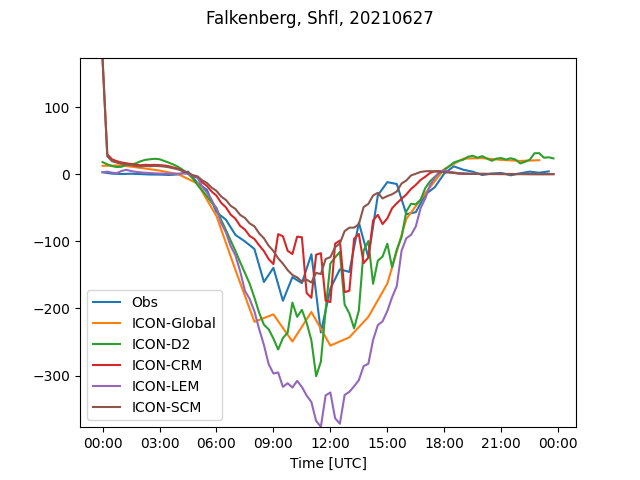 Falkenberg, Shfl, 20210627
100
0
−100
−200
−300
Obs
ICON-Global
ICON-D2
ICON-CRM
ICON-LEM
ICON-SCM
00:00 03:00 06:00 09:00 12:00 15:00 18:00 21:00 00:00
Time [UTC]